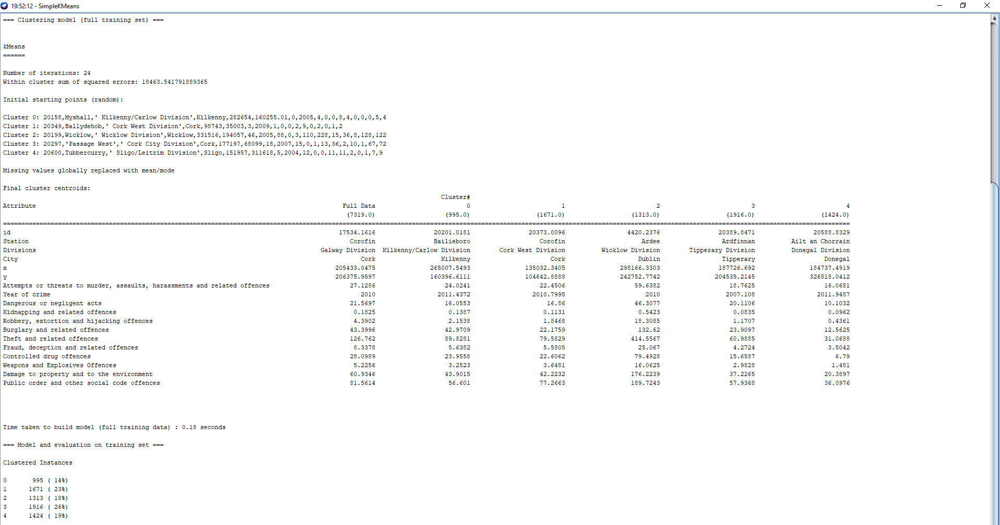 19:52:12 - SimpleKMeans
=== Clustering model (full training set) ===
kMeans
======
Number of iterations: 24
Within cluster sum of squared errors: 18463.541791889365
Initial starting points (random):
Cluster 0: 20158,Myshall,' Kilkenny/Carlow Division',Kilkenny,282654,160255.01,0,2005,4,0,0,8,4,0,0,0,5,4
Cluster 1: 20349,Ballydehob,' Cork West Division',Cork,98743,35003,3,2009,1,0,0,2,9,0,2,0,1,2
Cluster 2: 20199,Wicklow,' Wicklow Division',Wicklow,331516,194057,46,2005,88,0,3,110,228,15,36,8,128,122
Cluster 3: 20297,'Passage West',' Cork City Division',Cork,177197,68099,18,2007,15,0,1,13,36,2,10,1,67,72
Cluster 4: 20600,Tubbercurry,' Sligo/Leitrim Division',Sligo,151957,311618,5,2004,12,0,0,11,11,2,0,1,7,9
Missing values globally replaced with mean/mode
Final cluster centroids:
Cluster#
Attribute Full Data 0 1 2 3 4
(7319.0) (995.0) (1671.0) (1313.0) (1916.0) (1424.0)
id 17534.1616 20201.0181 20373.0096 4420.2376 20389.8471 20588.8329
Station Corofin Bailieboro Corofin Ardee Ardfinnan Ailt an Chorrain
Divisions Galway Division Kilkenny/Carlow Division Cork West Division Wicklow Division Tipperary Division Donegal Division
City Cork Kilkenny Cork Dublin Tipperary Donegal
x 205433.0475 265007.5493 135032.3405 298166.3303 187726.692 184737.4919
y 206375.9597 160396.6111 104642.8888 242752.7742 204535.2145 326818.0412
Attempts or threats to murder, assaults, harassments and related offences 27.1286 24.0241 22.4506 59.6382 18.7625 16.0681
Year of crime 2010 2011.4372 2010.7995 2010 2007.108 2011.9487
Dangerous or negligent acts 21.5697 16.0553 16.86 46.3077 20.1106 10.1032
Kidnapping and related offences 0.1825 0.1387 0.1131 0.5423 0.0835 0.0962
Robbery, extortion and hijacking offences 4.3902 2.1538 1.8468 18.3085 1.1707 0.4361
Burglary and related offences 43.3996 42.9709 22.1759 132.62 23.9097 12.5625
Theft and related offences 126.762 89.8281 79.5829 414.5567 60.9885 31.0688
Fraud, deception and related offences 8.3378 5.6382 5.5805 25.067 4.2724 3.5042
Controlled drug offences 28.0989 23.9558 22.6062 79.4928 15.6587 6.79
Weapons and Explosives Offences 5.2256 3.2523 3.6481 16.0625 2.9828 1.481
Damage to property and to the environment 60.9346 43.9015 42.2232 176.2239 37.2265 20.3897
Public order and other social code offences 81.5614 56.601 77.2663 189.7243 57.9368 36.0976
Time taken to build model (full training data) : 0.18 seconds
=== Model and evaluation on training set ===
Clustered Instances
0 995 ( 14%)
1 1671 ( 23%)
2 1313 ( 18%)
3 1916 ( 26%)
4 1424 ( 19%)